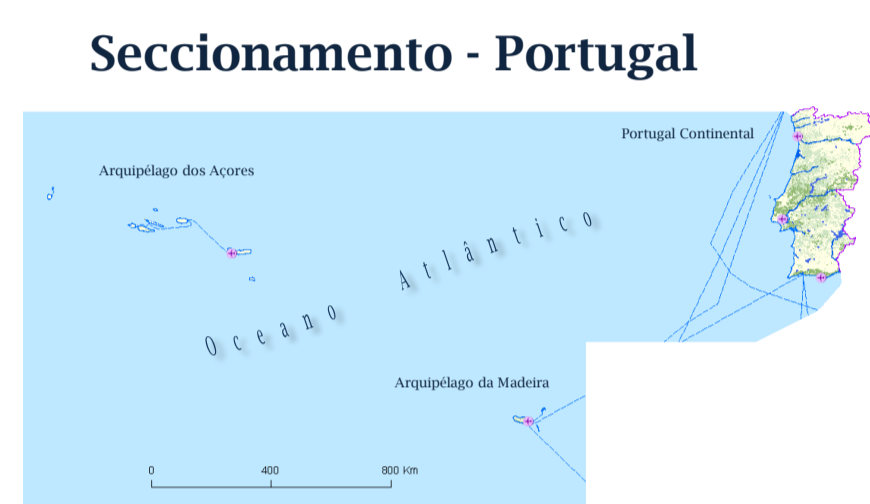 Seccionamento - Portugal
Portugal Continental
Arquipélago dos Açores
Oceano Atlântico
Arquipélago da Madeira
0 400 800 Km